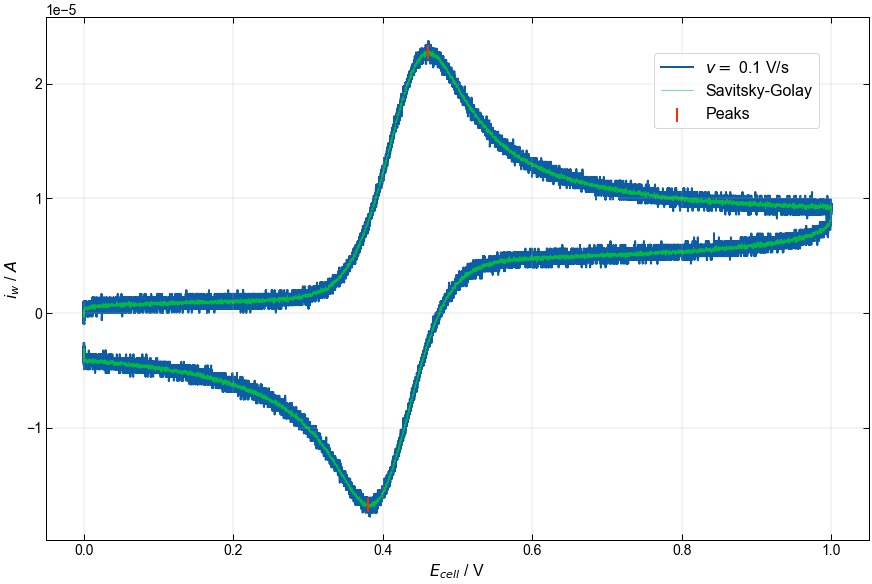 1e−5
v = 0.1 V/s
Savitsky-Golay
Peaks
2
1
0
−1
i_w / A
0.0 0.2 0.4 0.6 0.8 1.0
E_cell / V